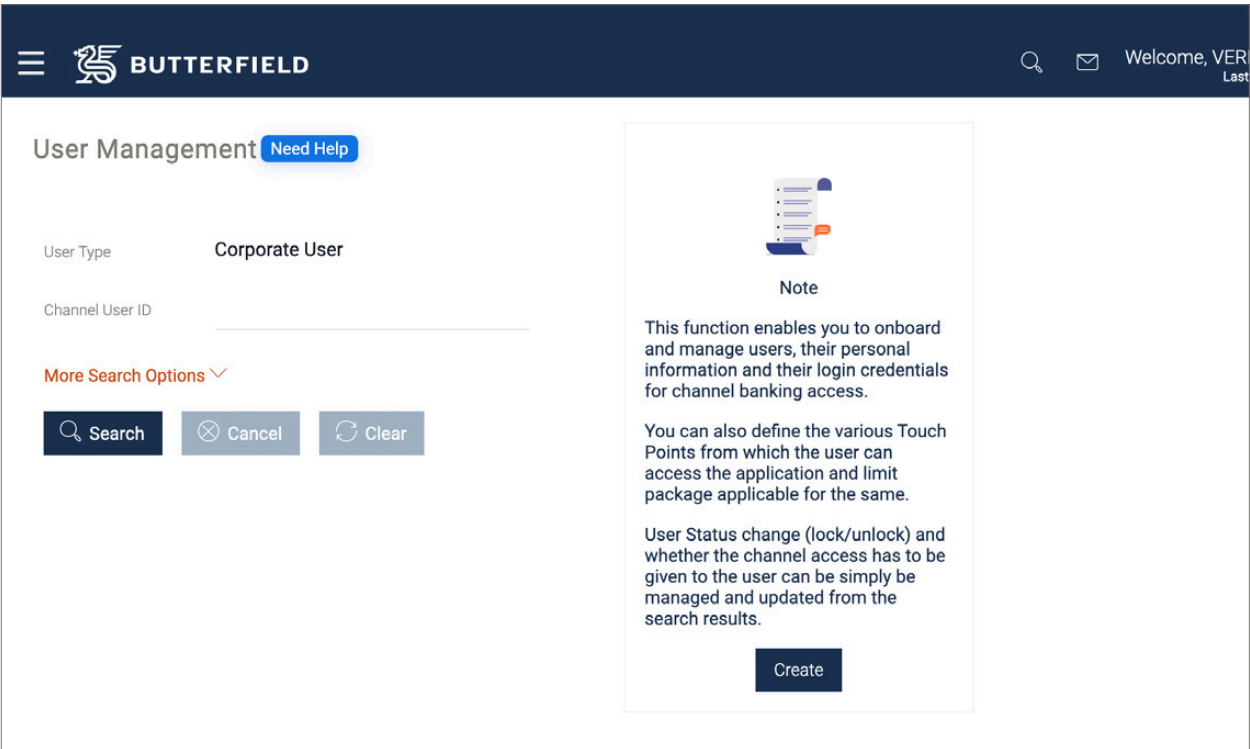 BUTTERFIELD
Welcome, VERI
Last
User Management Need Help
User Type Corporate User
Channel User ID
More Search Options
Search Cancel Clear
Note
This function enables you to onboard
and manage users, their personal
information and their login credentials
for channel banking access.
You can also define the various Touch
Points from which the user can
access the application and limit
package applicable for the same.
User Status change (lock/unlock) and
whether the channel access has to be
given to the user can be simply be
managed and updated from the
search results.
Create